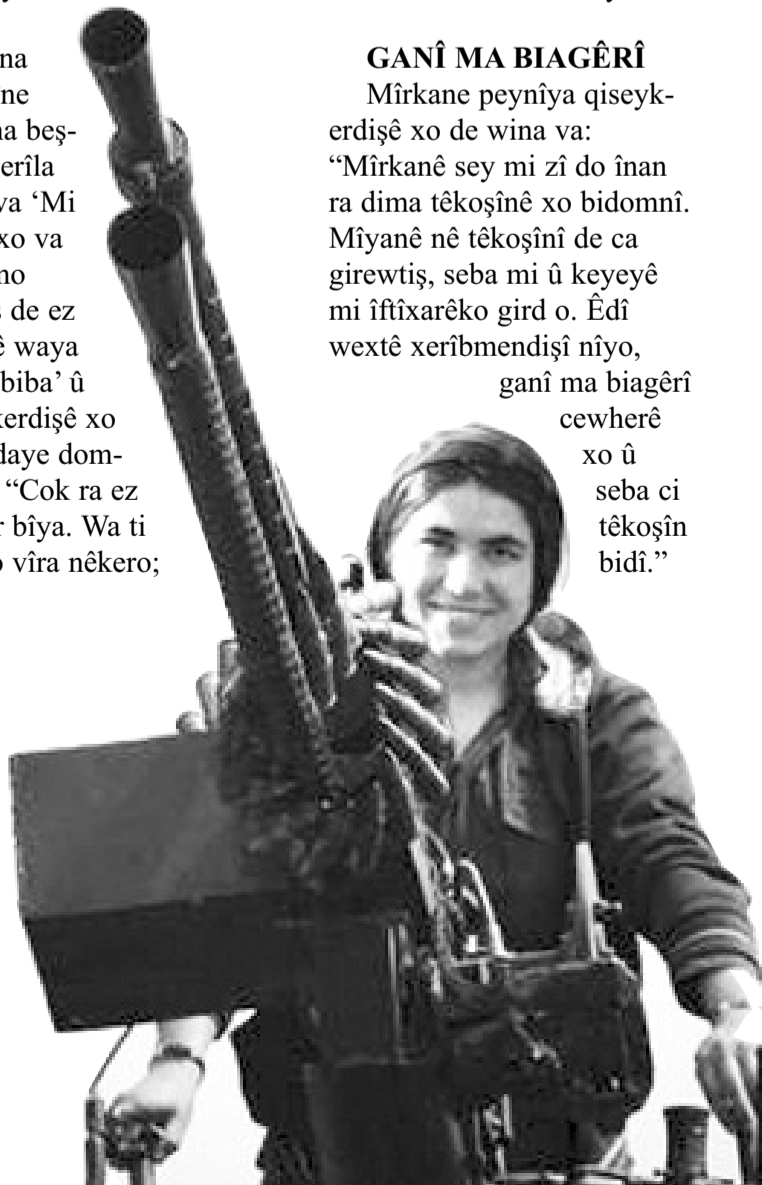 na
ne
na beş-
erîla
ya ‘Mi
xo va
no
de ez
ê waya
biba’ û
kerdişê xo
daye dom-
“Cok ra ez
r bîya. Wa ti
o vîra nêkero;
GANÎ MA BIAGÊRÎ
Mîrkane peynîya qiseyk-
erdişê xo de wina va:
“Mîrkanê sey mi zî do înan
ra dima têkoşînê xo bidomnî.
Mîyanê nê têkoşînî de ca
girewtiş, seba mi û keyeyê
mi îftîxarêko gird o. Êdî
wextê xerîbmendişî nîyo,
ganî ma biagêrî
cewherê
xo û
seba ci
têkoşîn
bidî.”